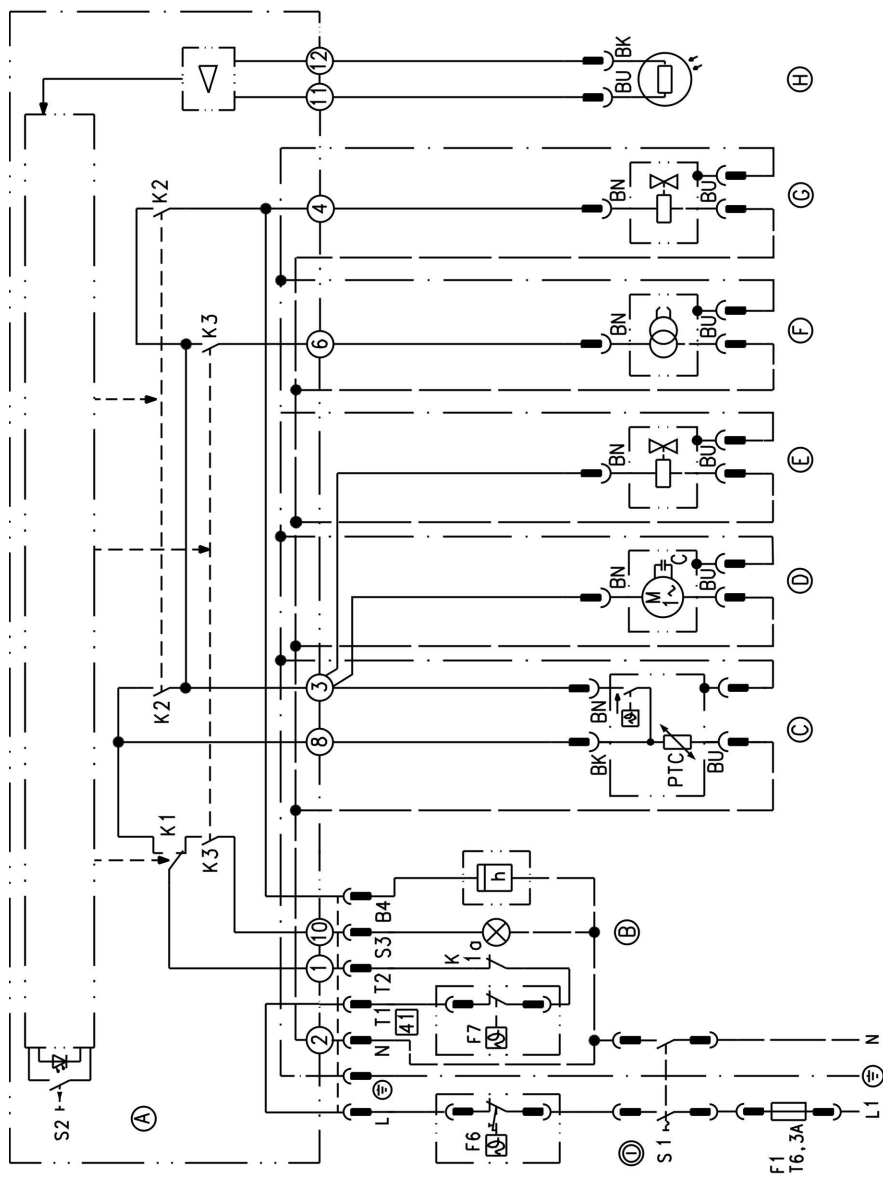 S2
A
K1
K2
K2
K3
K3
12
11
4
6
3
8
10
1
2
BK
BU
H
BN
BU
G
BN
BU
F
BN
BU
E
BN
M
1~
C
BU
D
BN
BK
ϑ
PTC
BU
C
B4
S3
T2
T1
N
L
41
h
K
1a
F7
ϑ
F6
ϑ
B
I
S1
F1
T6,3A
L1
N